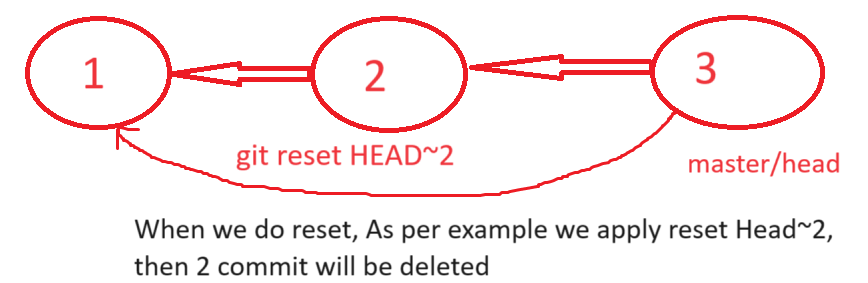 1
2
3
git reset HEAD~2
master/head
When we do reset, As per example we apply reset Head~2,
then 2 commit will be deleted